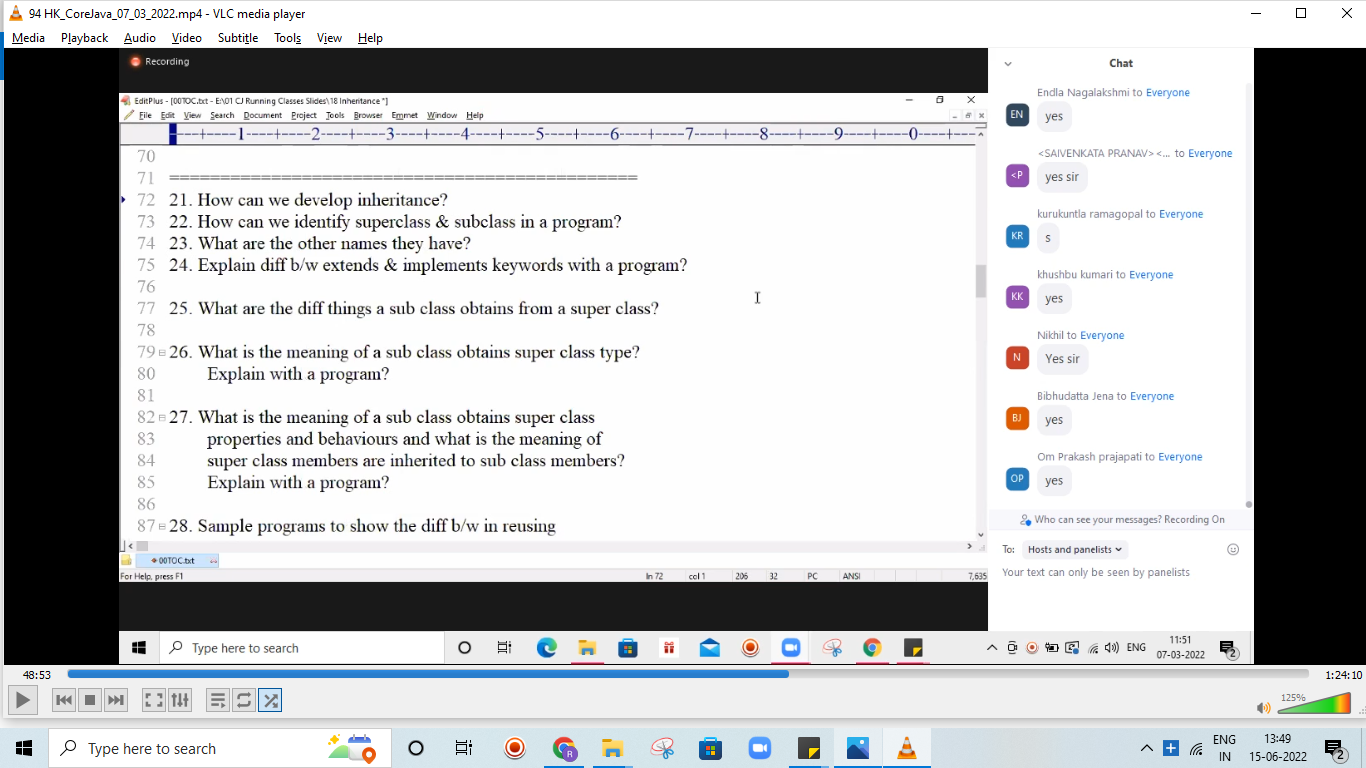 94 HK_CoreJava_07_03_2022.mp4 - VLC media player
Media Playback Audio Video Subtitle Tools View Help
Recording
EditPlus - [00TOC.txt - E:\01 CJ Running Classes Slides\18 Inheritance "]
File Edit View Search Document Project Tools Browser Emmet Window Help
----+----1----+----2----+----3----+----4----+----5----+----6----+----7----+----8----+----9----+----0----+---
70
71 ==============================================
72 21. How can we develop inheritance?
73 22. How can we identify superclass & subclass in a program?
74 23. What are the other names they have?
75 24. Explain diff b/w extends & implements keywords with a program?
76
77 25. What are the diff things a sub class obtains from a super class?
78
79 26. What is the meaning of a sub class obtains super class type?
80 Explain with a program?
81
82 27. What is the meaning of a sub class obtains super class
83 properties and behaviours and what is the meaning of
84 super class members are inherited to sub class members?
85 Explain with a program?
86
87 28. Sample programs to show the diff b/w in reusing
00TOC.txt
For Help, press F1 ln 72 col 1 206 32 PC ANSI 7,635
Chat
Endla Nagalakshmi to Everyone
EN yes
<SAIVENKATA PRANAV> <... to Everyone
<P yes sir
kurukuntla ramagopal to Everyone
KR s
khushbu kumari to Everyone
KK yes
Nikhil to Everyone
N Yes sir
Bibhudatta Jena to Everyone
BJ yes
Om Prakash prajapati to Everyone
OP yes
Who can see your messages? Recording On
To: Hosts and panelists
Your text can only be seen by panelists
Type here to search
ENG
11:51
07-03-2022
2
48:53 1:24:10
125%
Type here to search
R
ENG
IN
13:49
15-06-2022
2